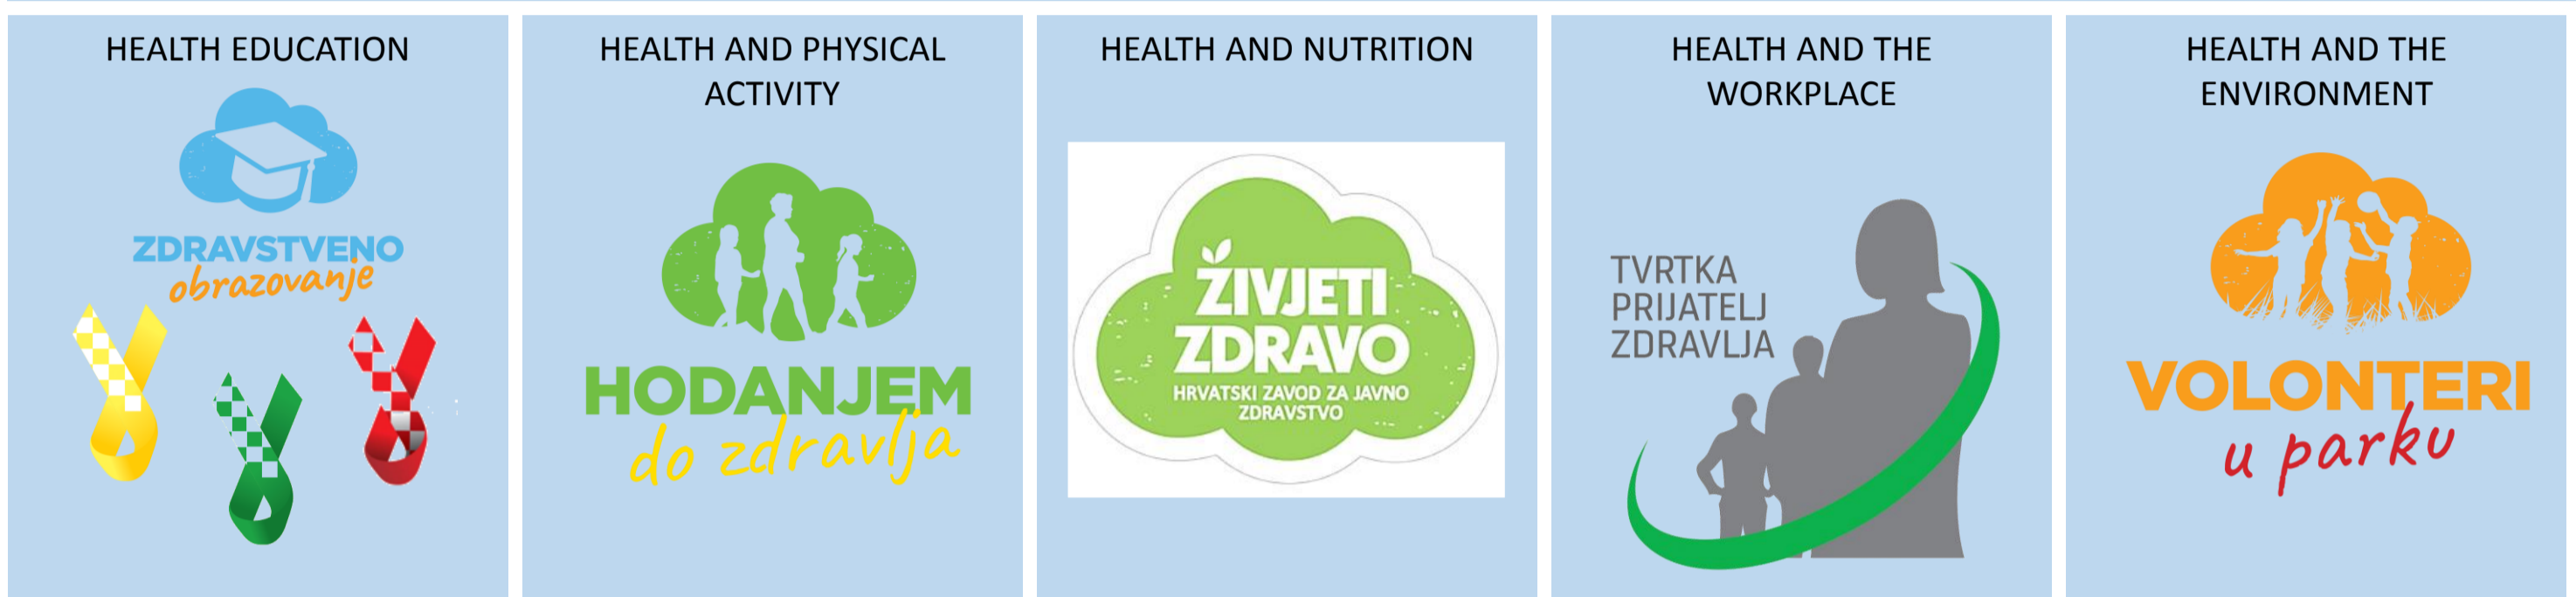 HEALTH EDUCATION
ZDRAVSTVENO
obrazovanje
HEALTH AND PHYSICAL
ACTIVITY
HODANJEM
do zdravlja
HEALTH AND NUTRITION
ŽIVJETI
ZDRAVO
HRVATSKI ZAVOD ZA JAVNO
ZDRAVSTVO
HEALTH AND THE
WORKPLACE
TVRTKA
PRIJATELJ
ZDRAVLJA
HEALTH AND THE
ENVIRONMENT
VOLONTERI
u parku